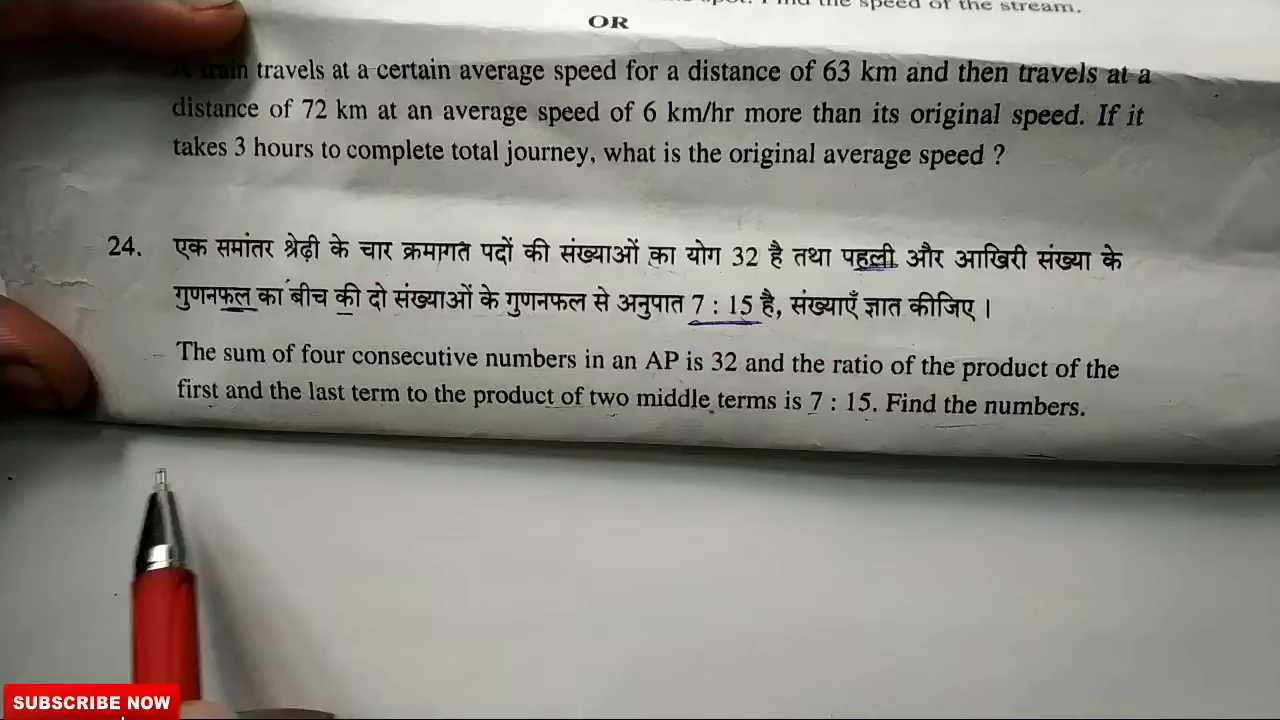 the speed of the stream.
OR
A train travels at a certain average speed for a distance of 63 km and then travels at a
distance of 72 km at an average speed of 6 km/hr more than its original speed. If it
takes 3 hours to complete total journey, what is the original average speed ?
24. एक समांतर श्रेढ़ी के चार क्रमागत पदों की संख्याओं का योग 32 है तथा पहली और आखिरी संख्या के
गुणनफल का बीच की दो संख्याओं के गुणनफल से अनुपात 7 : 15 है, संख्याएँ ज्ञात कीजिए ।
The sum of four consecutive numbers in an AP is 32 and the ratio of the product of the
first and the last term to the product of two middle terms is 7 : 15. Find the numbers.
SUBSCRIBE NOW